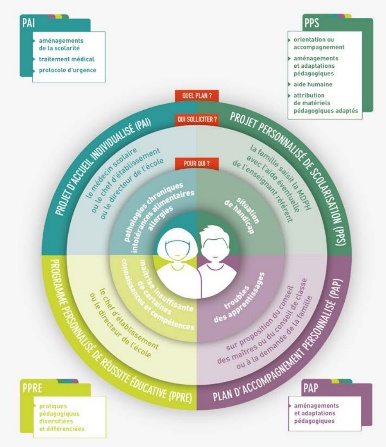 PAI
aménagements
de la scolarité
traitement médical
protocole d'urgence
PPS
orientation ou
accompagnement
aménagements
et adaptations
pédagogiques
aide humaine
attribution
de matériels
pédagogiques adaptés
QUEL PLAN ?
QUI SOLLICITER ?
POUR QUI ?
PROJET D'ACCUEIL INDIVIDUALISÉ (PAI)
le médecin scolaire
ou le chef d'établissement
ou le directeur de l'école
pathologies chroniques
intolérances alimentaires
allergies
PROJET PERSONNALISÉ DE SCOLARISATION (PPS)
la famille saisit la MDPH
avec l'aide éventuelle
de l'enseignant référent
situation
de handicap
PROGRAMME PERSONNALISÉ DE RÉUSSITE ÉDUCATIVE (PPRE)
le chef d'établissement
ou le directeur de l'école
maîtrise insuffisante
de certaines
connaissances et compétences
PLAN D'ACCOMPAGNEMENT PERSONNALISÉ (PAP)
sur proposition du conseil
des maîtres ou du conseil de classe
ou à la demande de la famille
troubles
des apprentissages
PPRE
pratiques
pédagogiques
diversifiées
et différenciées
PAP
aménagements
et adaptations
pédagogiques